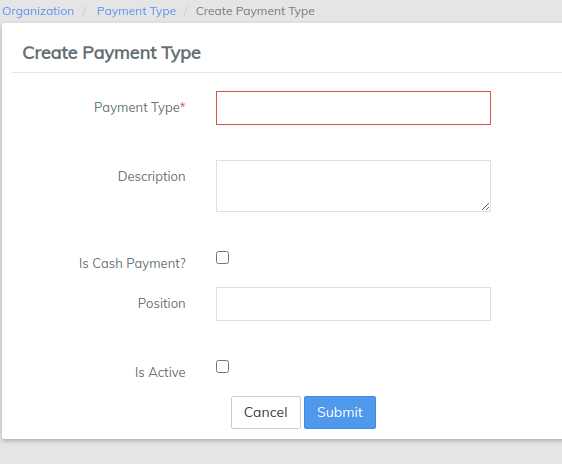 Organization / Payment Type / Create Payment Type
Create Payment Type
Payment Type*
Description
Is Cash Payment?
Position
Is Active
Cancel Submit